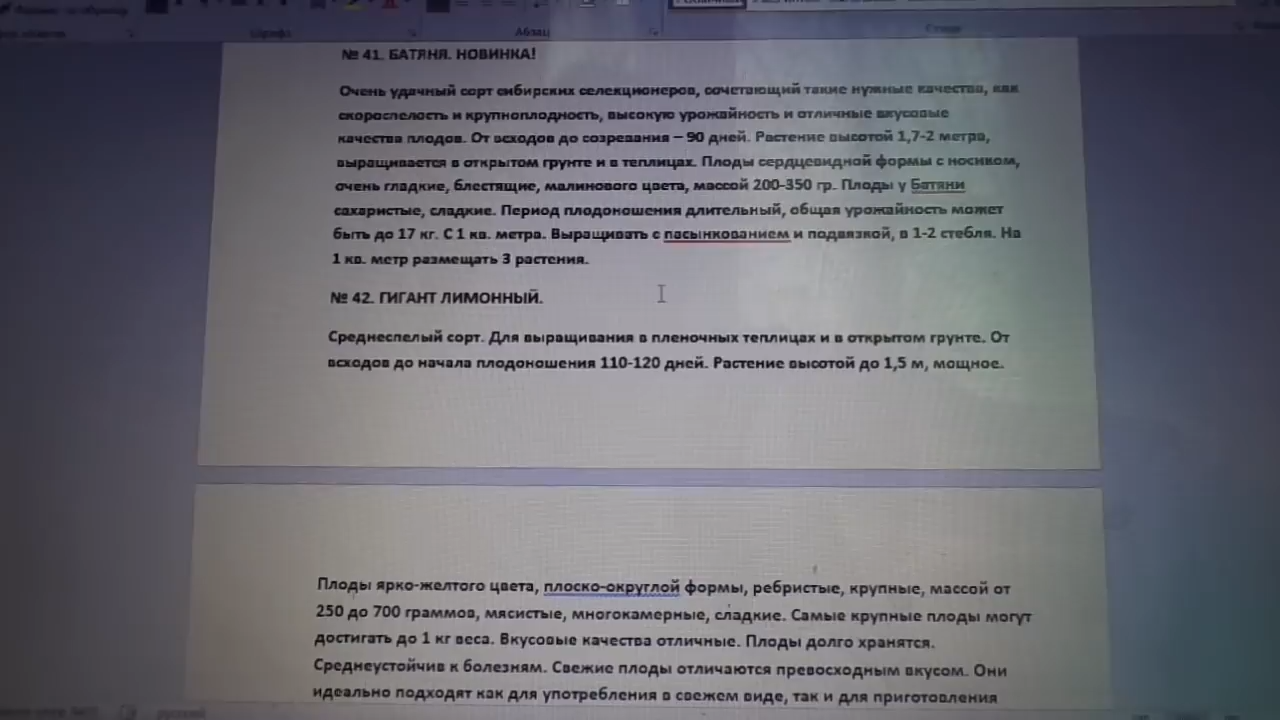 Шрифт
Абзац
№ 41. БАТЯНЯ. НОВИНКА!
Очень удачный сорт сибирских селекционеров, сочетающий такие нужные качества, как
скороспелость и крупноплодность, высокую урожайность и отличные вкусовые
качества плодов. От всходов до созревания – 90 дней. Растение высотой 1,7-2 метра,
выращивается в открытом грунте и в теплицах. Плоды сердцевидной формы с носиком,
очень гладкие, блестящие, малинового цвета, массой 200-350 гр. Плоды у Батяни
сахаристые, сладкие. Период плодоношения длительный, общая урожайность может
быть до 17 кг. С 1 кв. метра. Выращивать с пасынкованием и подвязкой, в 1-2 стебля. На
1 кв. метр размещать 3 растения.
№ 42. ГИГАНТ ЛИМОННЫЙ.
Среднеспелый сорт. Для выращивания в пленочных теплицах и в открытом грунте. От
всходов до начала плодоношения 110-120 дней. Растение высотой до 1,5 м, мощное.
Плоды ярко-желтого цвета, плоско-округлой формы, ребристые, крупные, массой от
250 до 700 граммов, мясистые, многокамерные, сладкие. Самые крупные плоды могут
достигать до 1 кг веса. Вкусовые качества отличные. Плоды долго хранятся.
Среднеустойчив к болезням. Свежие плоды отличаются превосходным вкусом. Они
идеально подходят как для употребления в свежем виде, так и для приготовления
русский